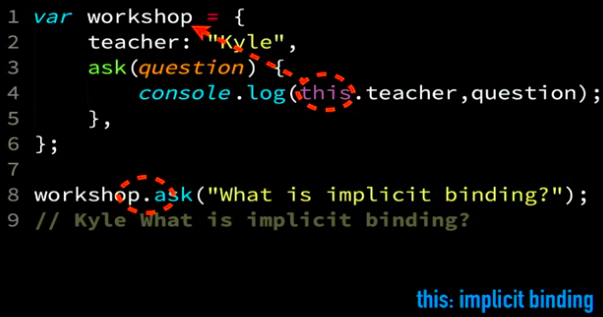 1 var workshop = {
2     teacher: "Kyle",
3     ask(question) {
4         console.log(this.teacher,question);
5     },
6 };
7
8 workshop.ask("What is implicit binding?");
9 // Kyle What is implicit binding?
this: implicit binding